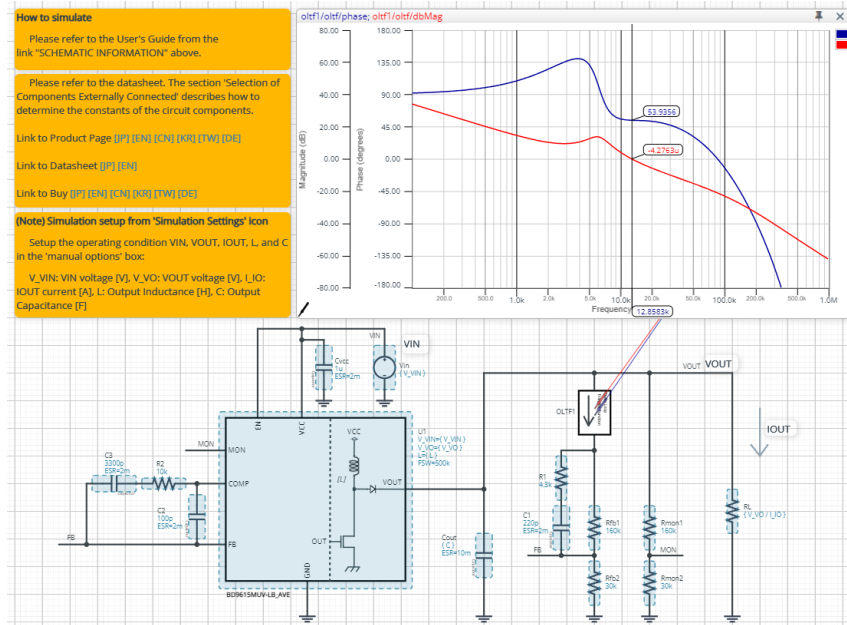 How to simulate
Please refer to the User's Guide from the
link "SCHEMATIC INFORMATION" above.
Please refer to the datasheet. The section 'Selection of
Components Externally Connected' describes how to
determine the constants of the circuit components.
Link to Product Page [JP] [EN] [CN] [KR] [TW] [DE]
Link to Datasheet [JP] [EN]
Link to Buy [JP] [EN] [CN] [KR] [TW] [DE]
(Note) Simulation setup from 'Simulation Settings' icon
Setup the operating condition VIN, VOUT, IOUT, L, and C
in the 'manual options' box:
V_VIN: VIN voltage [V], V_VO: VOUT voltage [V], I_IO:
IOUT current [A], L: Output Inductance [H], C: Output
Capacitance [F]
oltf1/oltf/phase; oltf1/oltf/dbMag
80.00 180.00
60.00 135.00
40.00 90.00
20.00 45.00
0.00 0.00
-20.00 -45.00
-40.00 -90.00
-60.00 -135.00
-80.00 -180.00
Magnitude (dB)
Phase (degrees)
53.9356
-4.2763u
200.0 500.0 1.0k 2.0k 5.0k 10.0k 20.0k 50.0k 100.0k 200.0k 500.0k 1.0M
Frequency
12.8583k
VIN
VIN
Cvcc
1u
ESR=2m
Vin
{ V_VIN }
VOUT
VOUT
OLTF1
IOUT
EN
VCC
VCC
U1
V_VIN={ V_VIN }
V_VO={ V_VO }
L={ L }
FSW=500k
MON
MON
C3
3300p
ESR=2m
R2
10k
COMP
[L]
VOUT
C2
100p
ESR=2m
OUT
FB
FB
GND
BD9615MUV-LB_AVE
Cout
{ C }
ESR=10m
R1
4.3k
C1
220p
ESR=2m
FB
Rfb1
160k
Rfb2
30k
Rmon1
160k
MON
Rmon2
30k
RL
{ V_VO / I_IO }